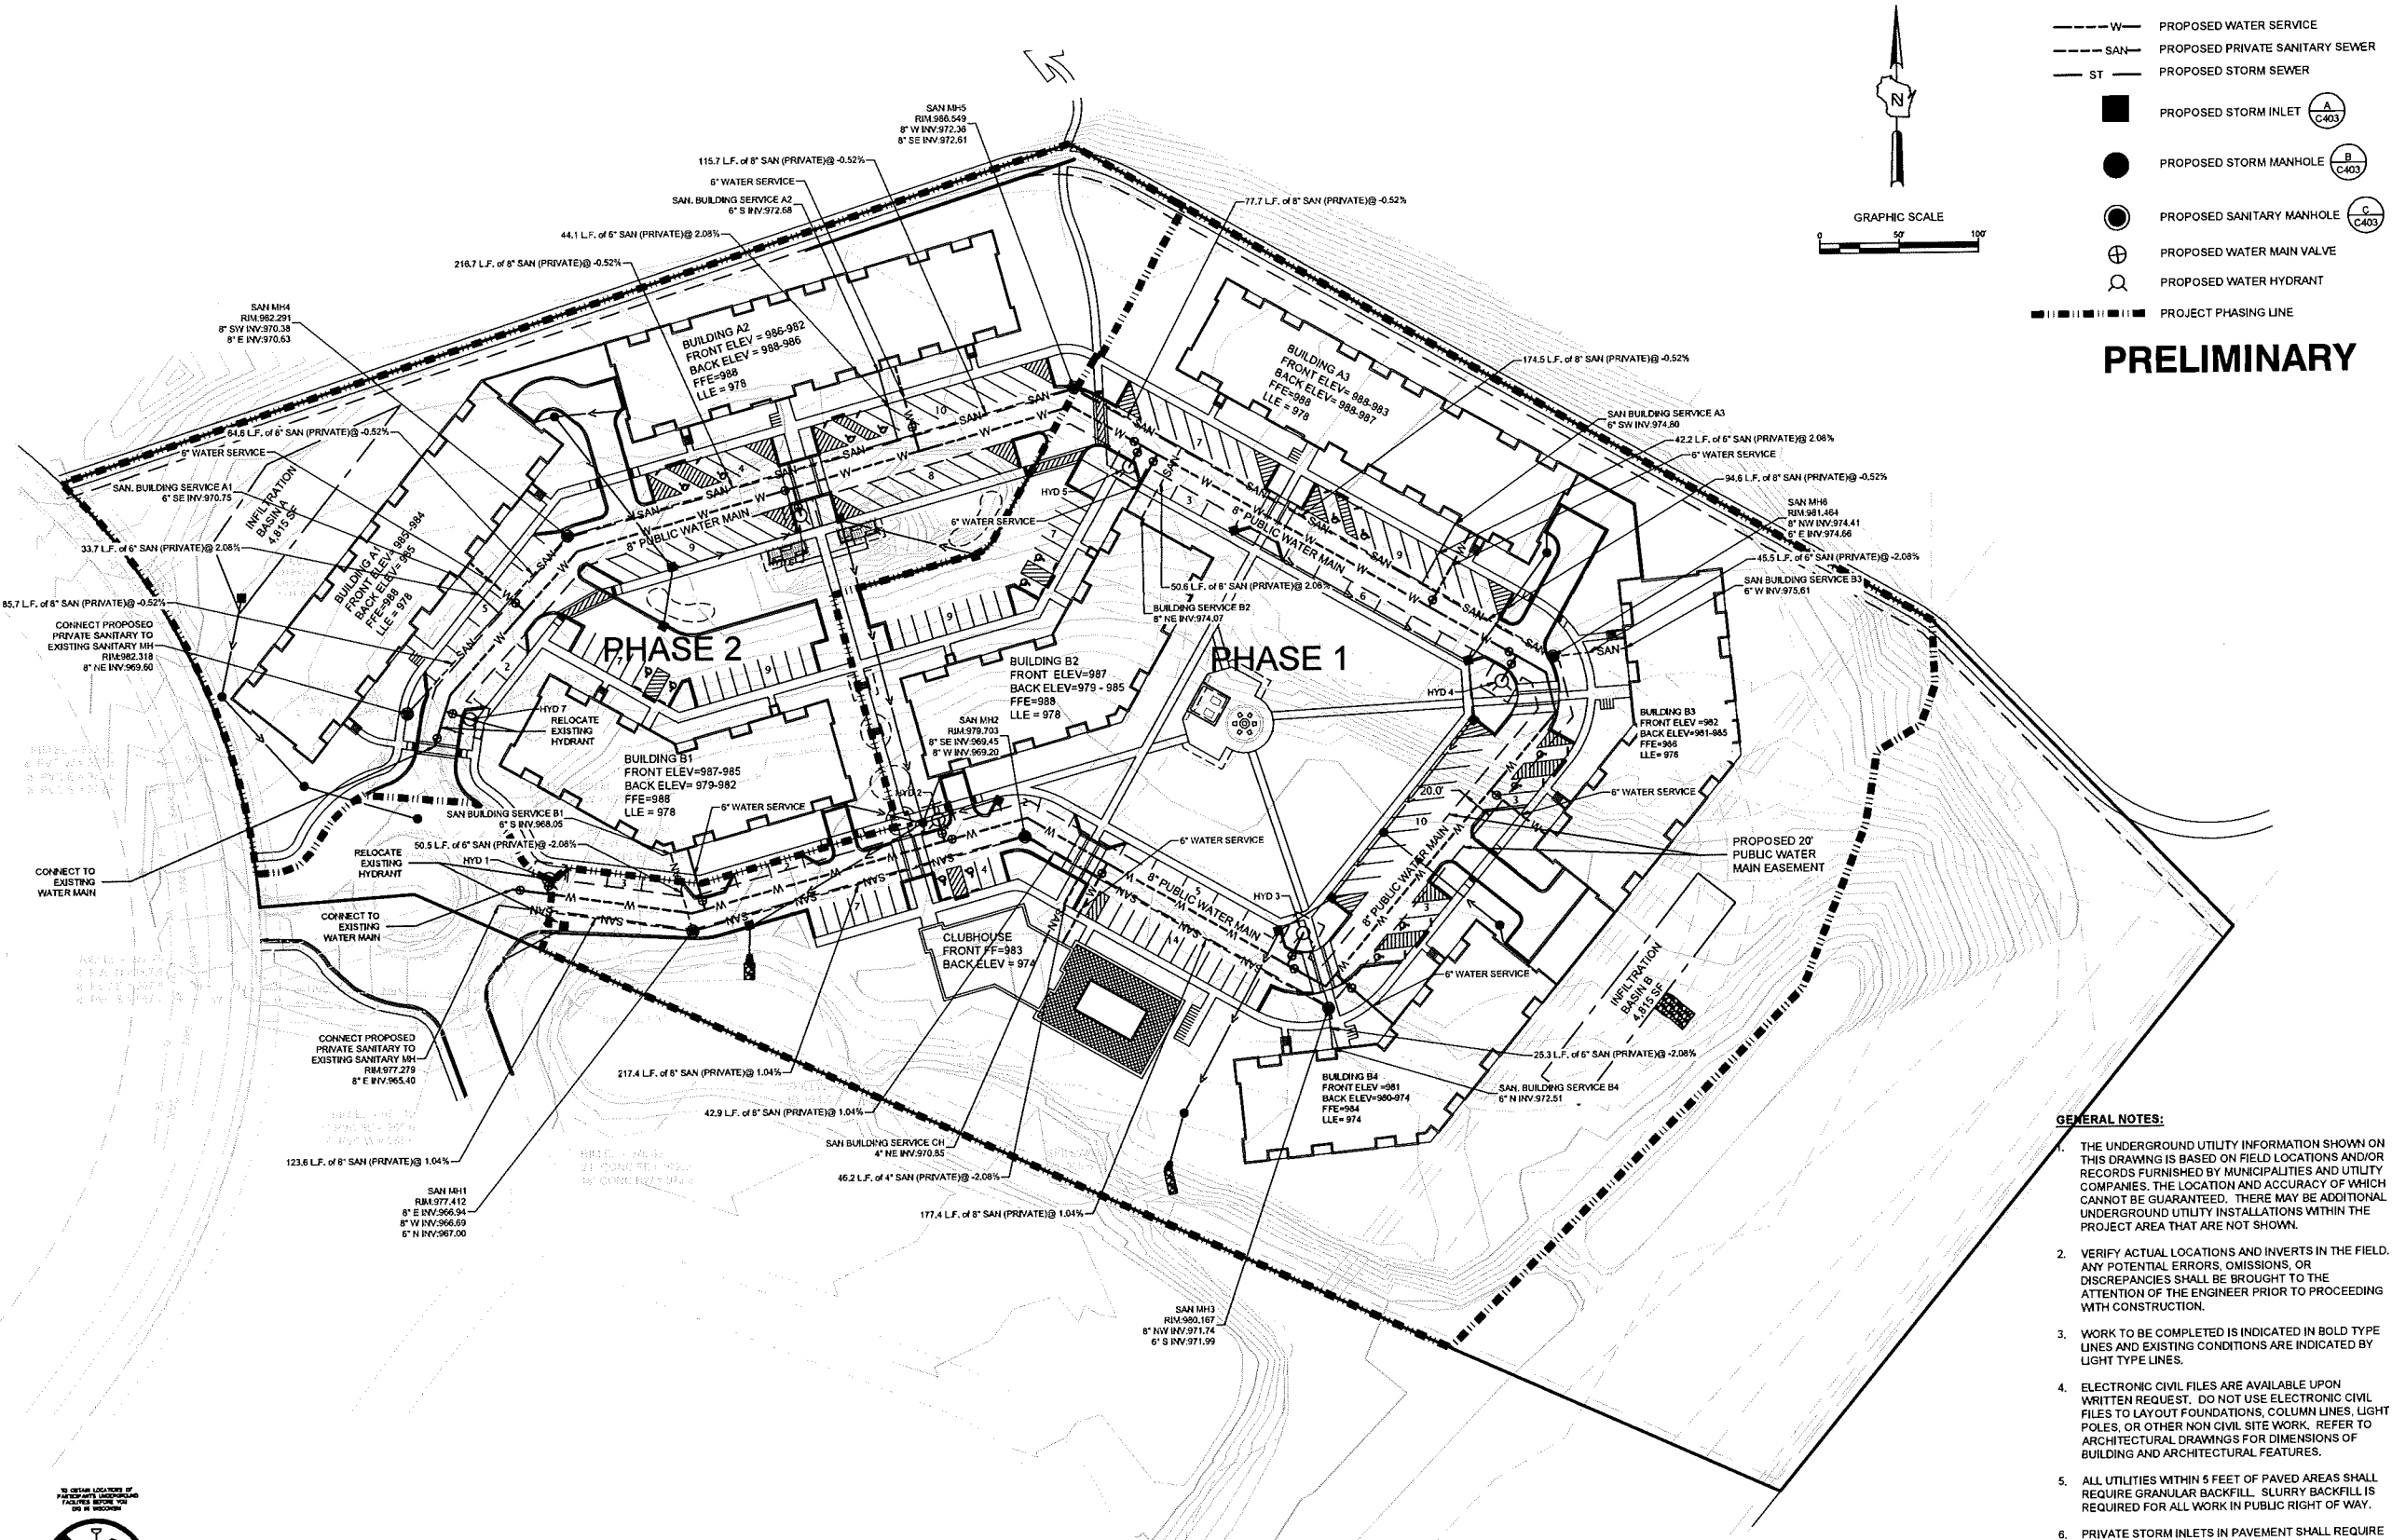 PROPOSED WATER SERVICE
PROPOSED PRIVATE SANITARY SEWER
PROPOSED STORM SEWER
PROPOSED STORM INLET
A
C403
PROPOSED STORM MANHOLE
B
C403
PROPOSED SANITARY MANHOLE
C
C403
PROPOSED WATER MAIN VALVE
PROPOSED WATER HYDRANT
PROJECT PHASING LINE
PRELIMINARY
N
GRAPHIC SCALE
0 50' 100'
SAN MH5
RIM:986.549
8" W INV:972.36
8" SE INV:972.61
115.7 L.F. of 8" SAN (PRIVATE)@ -0.52%
6" WATER SERVICE
SAN. BUILDING SERVICE A2
6" S INV:972.68
44.1 L.F. of 6" SAN (PRIVATE)@ 2.08%
216.7 L.F. of 8" SAN (PRIVATE)@ -0.52%
77.7 L.F. of 8" SAN (PRIVATE)@ -0.52%
SAN MH4
RIM:982.291
8" SW INV:970.38
8" E INV:970.63
64.6 L.F. of 8" SAN (PRIVATE)@ -0.52%
6" WATER SERVICE
SAN. BUILDING SERVICE A1
6" SE INV:970.75
33.7 L.F. of 6" SAN (PRIVATE)@ 2.08%
85.7 L.F. of 8" SAN (PRIVATE)@ -0.52%
CONNECT PROPOSED
PRIVATE SANITARY TO
EXISTING SANITARY MH
RIM:982.318
8" NE INV:969.60
INFILTRATION
BASIN A
4,815 SF
BUILDING A1
FRONT ELEV= 985-984
BACK ELEV= 985
FFE=988
LLE = 978
BUILDING A2
FRONT ELEV = 986-982
BACK ELEV = 988-986
FFE=988
LLE = 978
BUILDING A3
FRONT ELEV= 988-983
BACK ELEV= 988-987
FFE=988
LLE = 978
174.5 L.F. of 8" SAN (PRIVATE)@ -0.52%
SAN BUILDING SERVICE A3
6" SW INV:974.80
42.2 L.F. of 6" SAN (PRIVATE)@ 2.08%
6" WATER SERVICE
94.6 L.F. of 8" SAN (PRIVATE)@ -0.52%
SAN MH6
RIM:981.464
8" NW INV:974.41
6" E INV:974.66
45.5 L.F. of 6" SAN (PRIVATE)@ -2.08%
SAN BUILDING SERVICE B3
6" W INV:975.61
8" PUBLIC WATER MAIN
HYD 5
6" WATER SERVICE
8" PUBLIC WATER MAIN
50.6 L.F. of 6" SAN (PRIVATE)@ 2.08%
BUILDING SERVICE B2
8" NE INV:974.07
PHASE 2
PHASE 1
HYD 7
RELOCATE
EXISTING
HYDRANT
BUILDING B2
FRONT ELEV=987
BACK ELEV=979 - 985
FFE=988
LLE = 978
SAN MH2
RIM:979.703
8" SE INV:969.45
8" W INV:969.20
HYD 4
BUILDING B3
FRONT ELEV =982
BACK ELEV=981-985
FFE=986
LLE= 976
BUILDING B1
FRONT ELEV=987-985
BACK ELEV= 979-982
FFE=988
LLE = 978
6" WATER SERVICE
HYD 2
SAN BUILDING SERVICE B1
6" S INV:968.05
50.5 L.F. of 6" SAN (PRIVATE)@ -2.08%
RELOCATE
EXISTING
HYDRANT
HYD 1
CONNECT TO
EXISTING
WATER MAIN
CONNECT TO
EXISTING
WATER MAIN
6" WATER SERVICE
20.0'
6" WATER SERVICE
PROPOSED 20'
PUBLIC WATER
MAIN EASEMENT
8" PUBLIC WATER MAIN
8" PUBLIC WATER MAIN
HYD 3
CLUBHOUSE
FRONT FF=983
BACK ELEV = 974
6" WATER SERVICE
INFILTRATION
BASIN B
4,815 SF
CONNECT PROPOSED
PRIVATE SANITARY TO
EXISTING SANITARY MH
RIM:977.279
8" E INV:965.40
217.4 L.F. of 8" SAN (PRIVATE)@ 1.04%
42.9 L.F. of 8" SAN (PRIVATE)@ 1.04%
SAN BUILDING SERVICE CH
4" NE INV:970.85
46.2 L.F. of 4" SAN (PRIVATE)@ -2.08%
177.4 L.F. of 8" SAN (PRIVATE)@ 1.04%
123.6 L.F. of 8" SAN (PRIVATE)@ 1.04%
SAN MH1
RIM:977.412
8" E INV:966.94
8" W INV:966.69
6" N INV:967.00
25.3 L.F. of 6" SAN (PRIVATE)@ -2.08%
SAN. BUILDING SERVICE B4
6" N INV:972.51
BUILDING B4
FRONT ELEV =981
BACK ELEV=980-974
FFE=984
LLE= 974
SAN MH3
RIM:980.167
8" NW INV:971.74
6" S INV:971.99
GENERAL NOTES:
1. THE UNDERGROUND UTILITY INFORMATION SHOWN ON
THIS DRAWING IS BASED ON FIELD LOCATIONS AND/OR
RECORDS FURNISHED BY MUNICIPALITIES AND UTILITY
COMPANIES. THE LOCATION AND ACCURACY OF WHICH
CANNOT BE GUARANTEED. THERE MAY BE ADDITIONAL
UNDERGROUND UTILITY INSTALLATIONS WITHIN THE
PROJECT AREA THAT ARE NOT SHOWN.
2. VERIFY ACTUAL LOCATIONS AND INVERTS IN THE FIELD.
ANY POTENTIAL ERRORS, OMISSIONS, OR
DISCREPANCIES SHALL BE BROUGHT TO THE
ATTENTION OF THE ENGINEER PRIOR TO PROCEEDING
WITH CONSTRUCTION.
3. WORK TO BE COMPLETED IS INDICATED IN BOLD TYPE
LINES AND EXISTING CONDITIONS ARE INDICATED BY
LIGHT TYPE LINES.
4. ELECTRONIC CIVIL FILES ARE AVAILABLE UPON
WRITTEN REQUEST. DO NOT USE ELECTRONIC CIVIL
FILES TO LAYOUT FOUNDATIONS, COLUMN LINES, LIGHT
POLES, OR OTHER NON CIVIL SITE WORK. REFER TO
ARCHITECTURAL DRAWINGS FOR DIMENSIONS OF
BUILDING AND ARCHITECTURAL FEATURES.
5. ALL UTILITIES WITHIN 5 FEET OF PAVED AREAS SHALL
REQUIRE GRANULAR BACKFILL. SLURRY BACKFILL IS
REQUIRED FOR ALL WORK IN PUBLIC RIGHT OF WAY.
6. PRIVATE STORM INLETS IN PAVEMENT SHALL REQUIRE
TO OBTAIN LOCATIONS OF
PARTICIPANTS UNDERGROUND
FACILITIES BEFORE YOU
DIG IN WISCONSIN